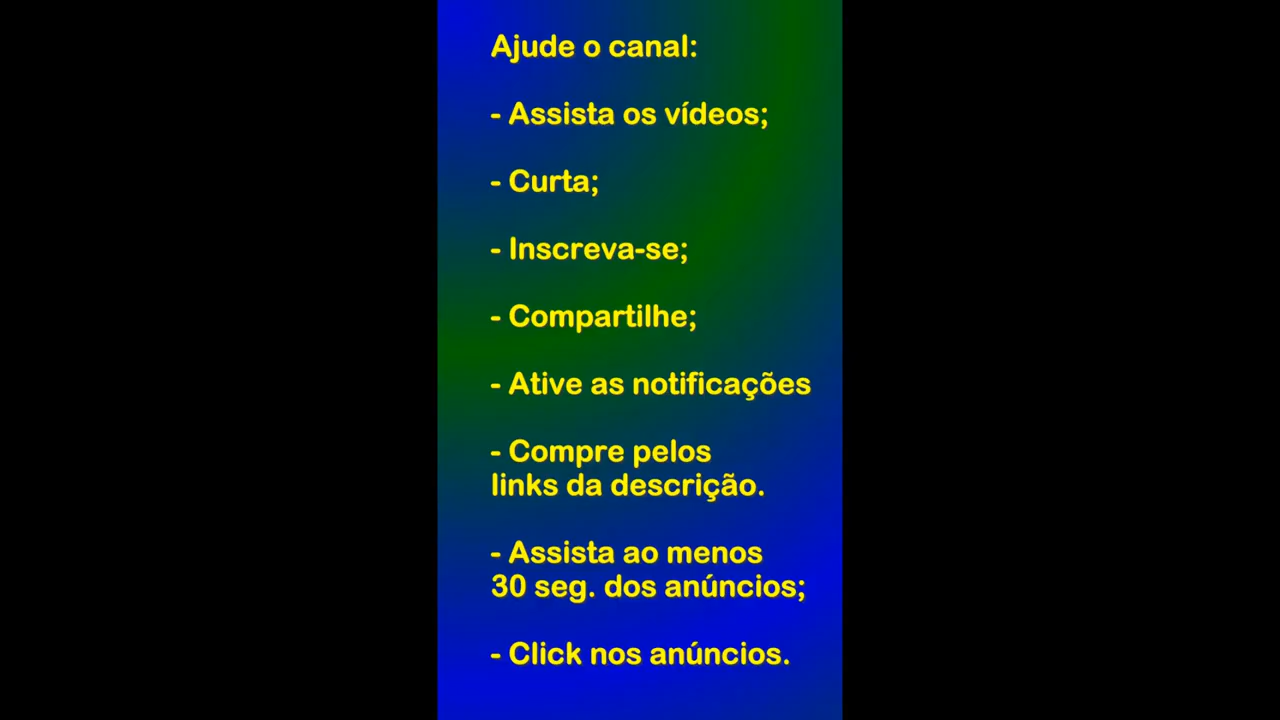 Ajude o canal:
- Assista os vídeos;
- Curta;
- Inscreva-se;
- Compartilhe;
- Ative as notificações
- Compre pelos
links da descrição.
- Assista ao menos
30 seg. dos anúncios;
- Click nos anúncios.